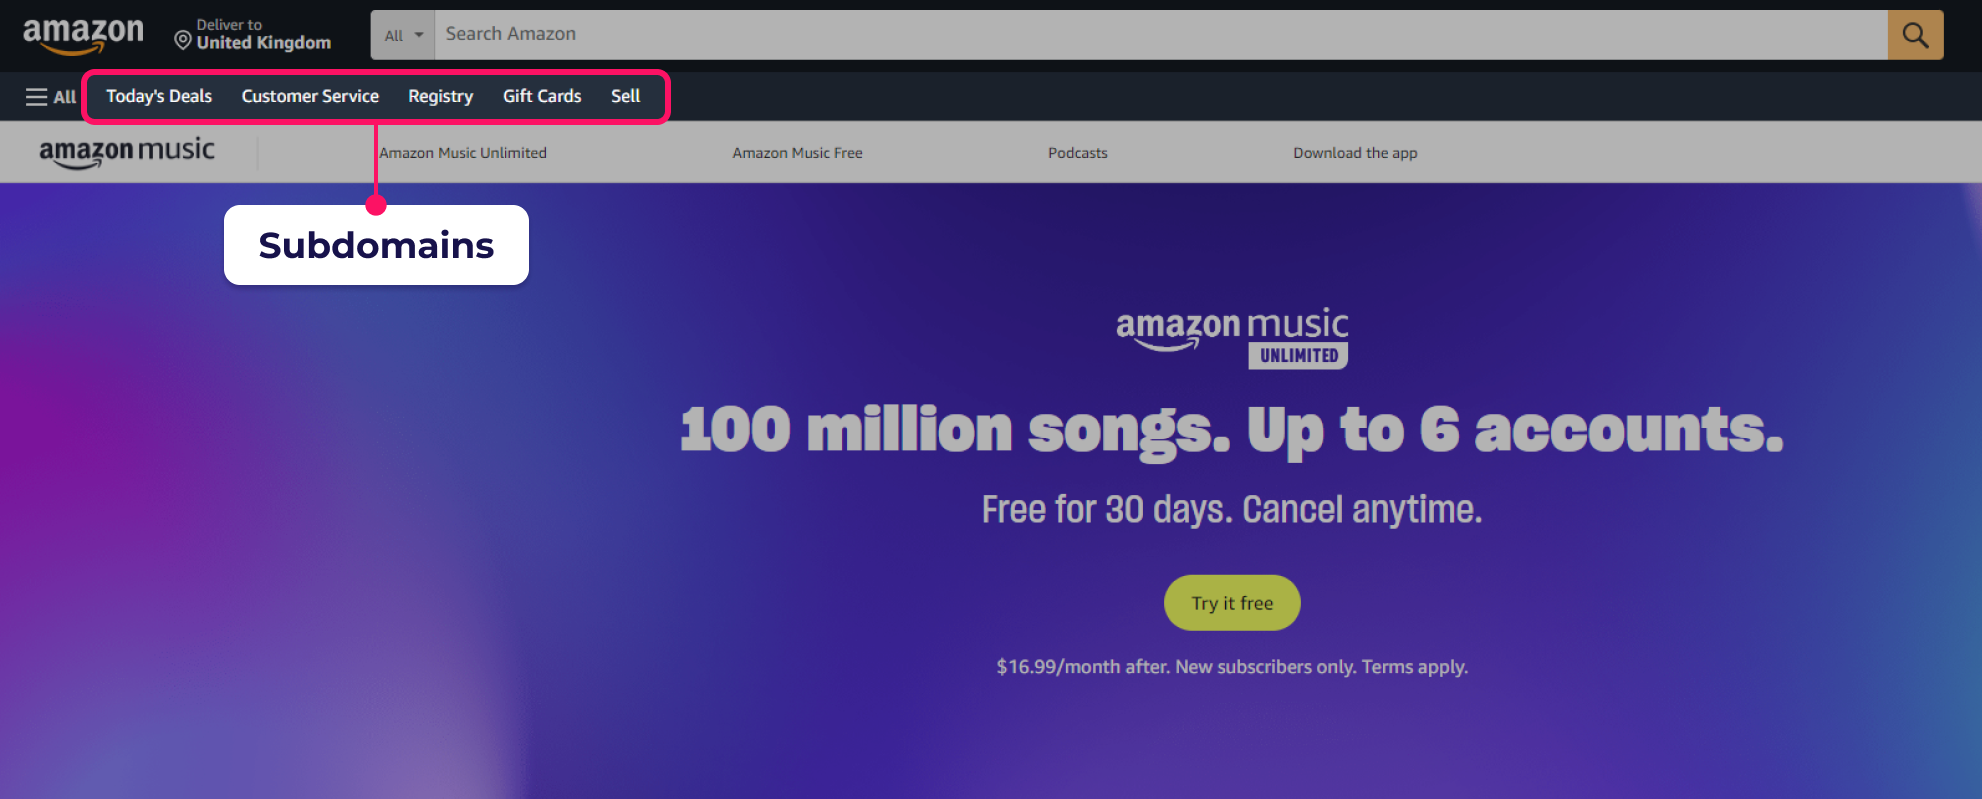 amazon
Deliver to
United Kingdom
All
Search Amazon
All
Today's Deals
Customer Service
Registry
Gift Cards
Sell
amazon music
Amazon Music Unlimited
Amazon Music Free
Podcasts
Download the app
Subdomains
amazon music
UNLIMITED
100 million songs. Up to 6 accounts.
Free for 30 days. Cancel anytime.
Try it free
$16.99/month after. New subscribers only. Terms apply.